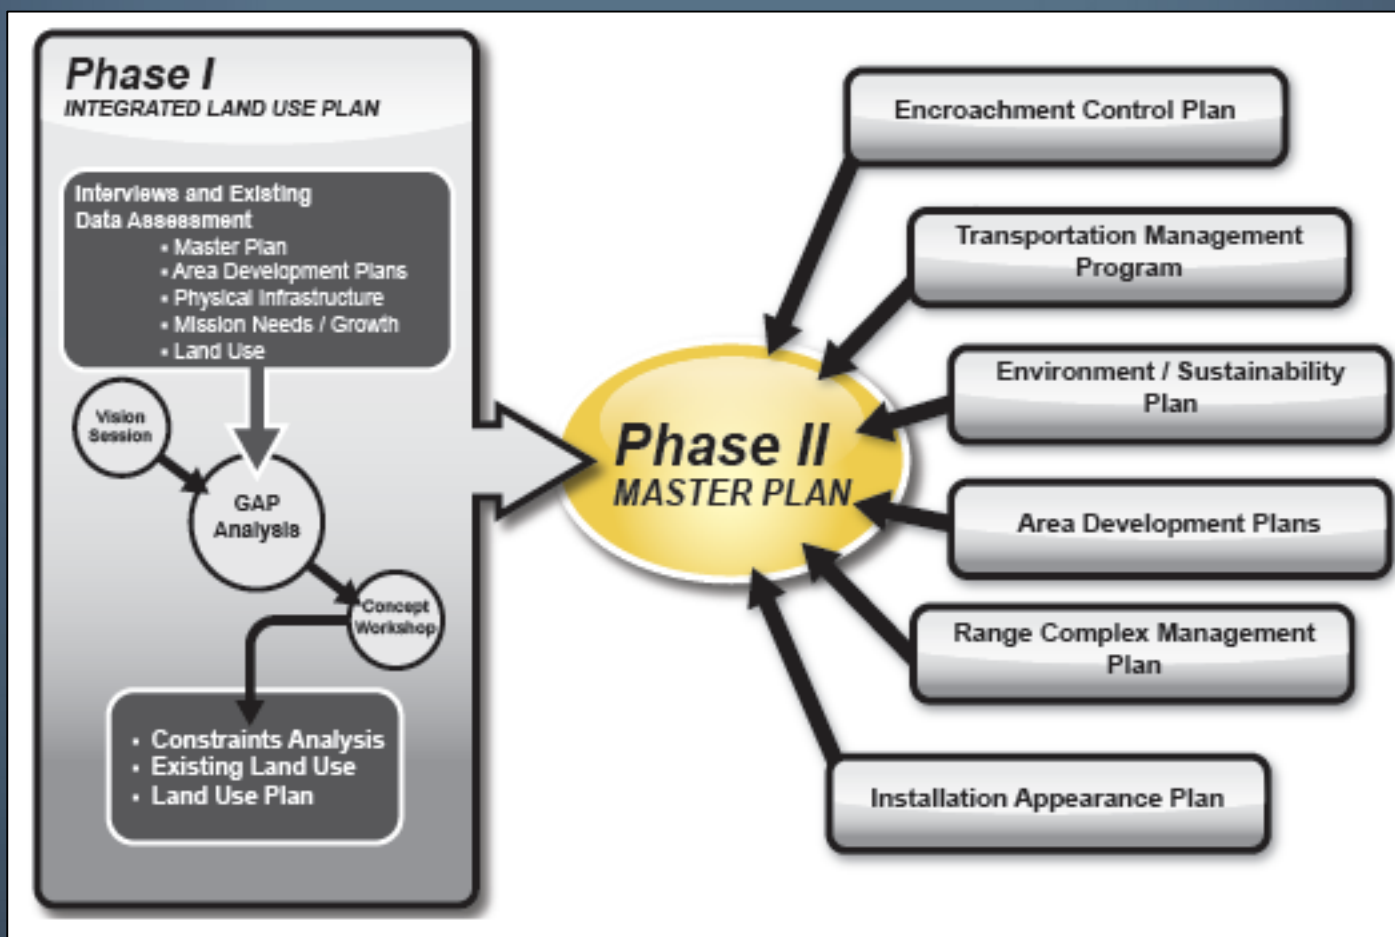 Phase I
INTEGRATED LAND USE PLAN
Interviews and Existing
Data Assessment
▪ Master Plan
▪ Area Development Plans
▪ Physical Infrastructure
▪ Mission Needs / Growth
▪ Land Use
Vision
Session
GAP
Analysis
Concept
Workshop
▪ Constraints Analysis
▪ Existing Land Use
▪ Land Use Plan
Phase II
MASTER PLAN
Encroachment Control Plan
Transportation Management
Program
Environment / Sustainability
Plan
Area Development Plans
Range Complex Management
Plan
Installation Appearance Plan